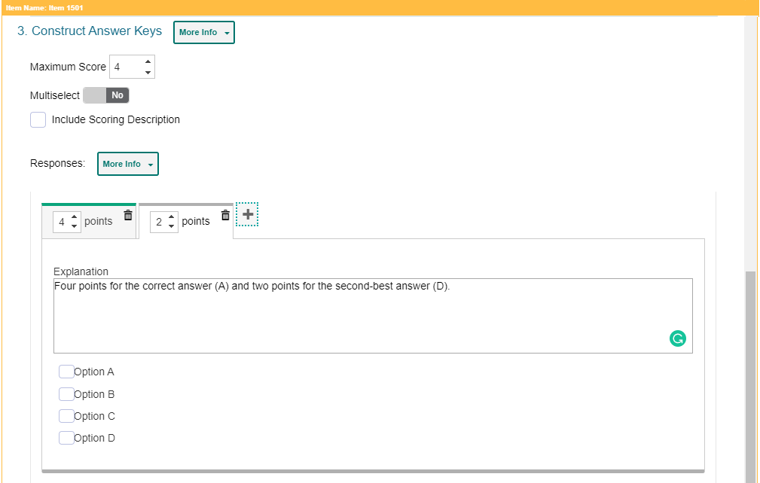 Item Name: Item 1501
3. Construct Answer Keys More Info
Maximum Score 4
Multiselect No
Include Scoring Description
Responses: More Info
4 points 2 points +
Explanation
Four points for the correct answer (A) and two points for the second-best answer (D).
Option A
Option B
Option C
Option D